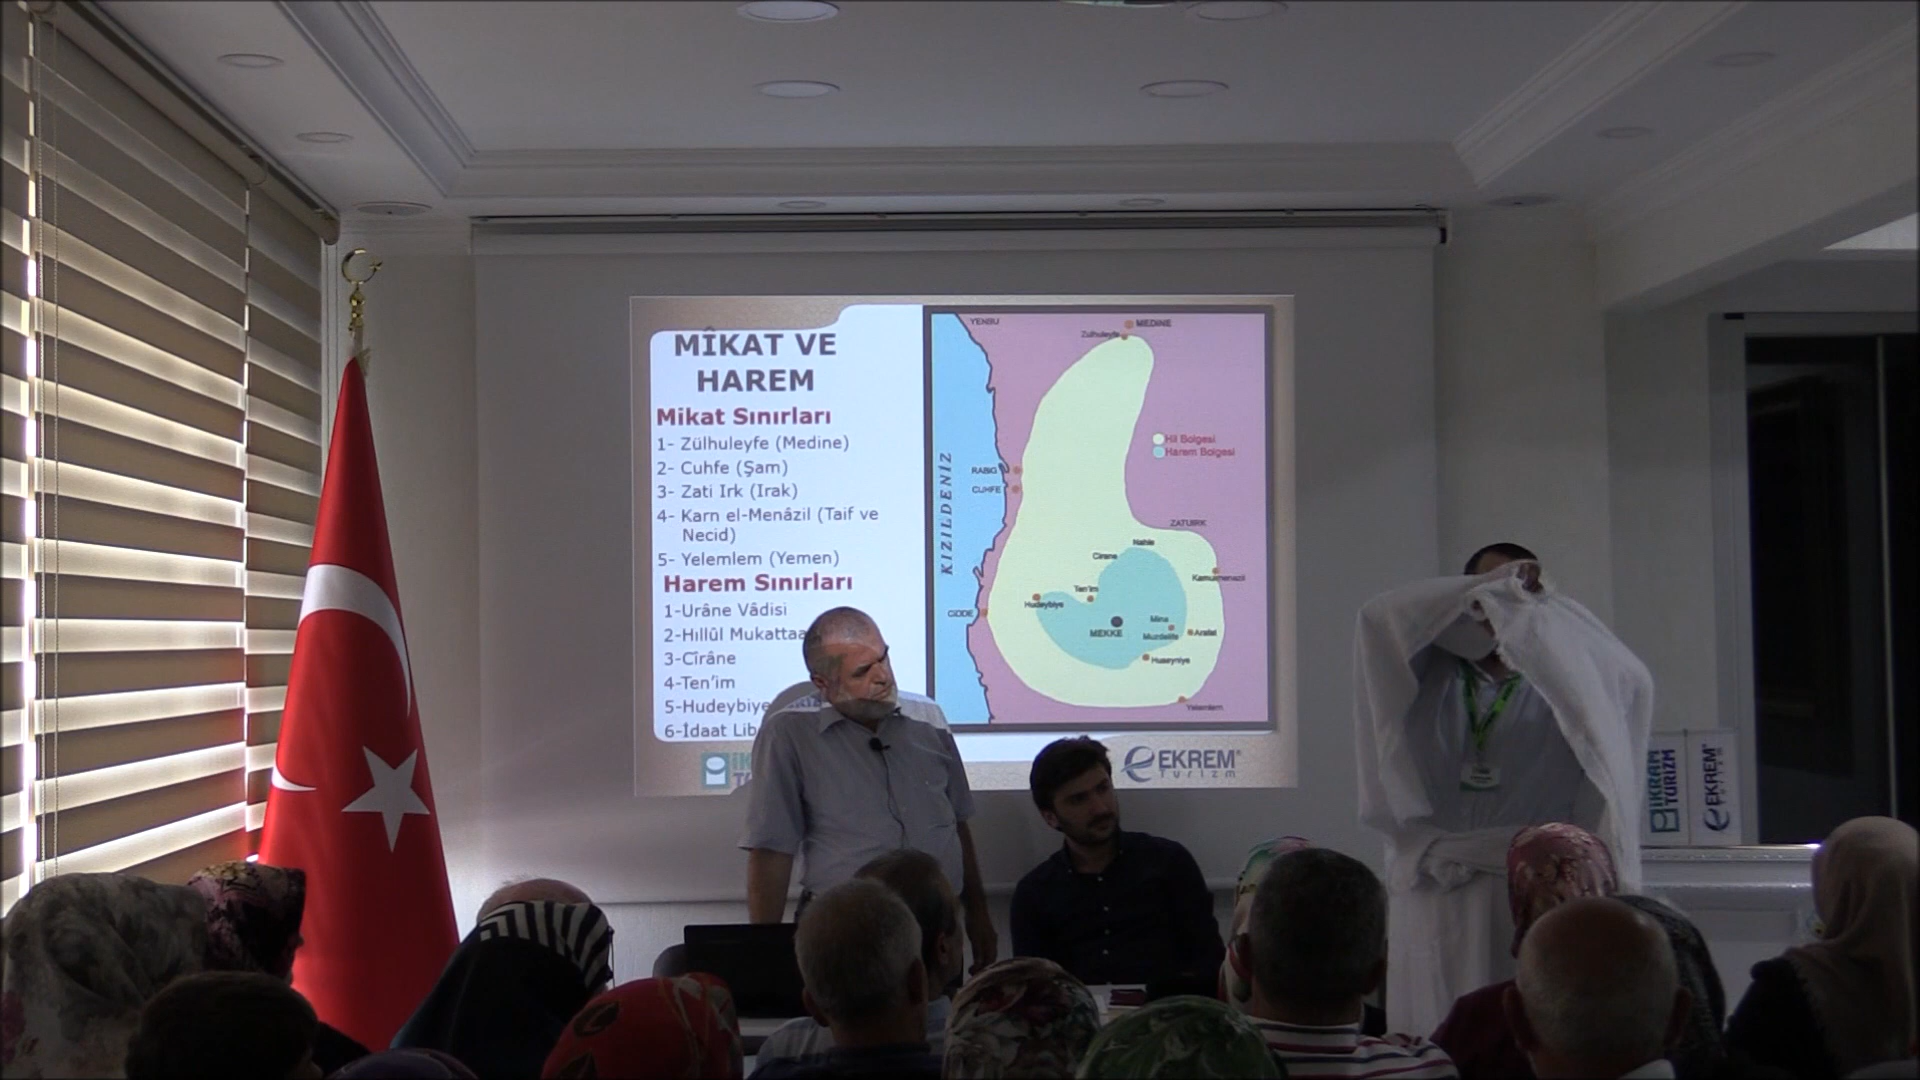 MÎKAT VE
HAREM
Mikat Sınırları
1- Zülhuleyfe (Medine)
2- Cuhfe (Şam)
3- Zati Irk (Irak)
4- Karn el-Menâzil (Taif ve
Necid)
5- Yelemlem (Yemen)
Harem Sınırları
1-Urâne Vâdisi
2-Hıllûl Mukattaa
3-Cîrâne
4-Ten'im
5-Hudeybiye
6-İdaat Lib
YENBU
MEDİNE
Zülhuleyfe
Hil Bolgesi
Harem Bolgesi
KIZILDENİZ
RABIG
CUHFE
ZATUIRK
Nahle
Cirane
Ten'im
Hudeybiye
CİDDE
MEKKE
Mina
Muzdelife
Arafat
Huseyniye
Yelemlem
EKREM
Turizm
İKRAM
TURİZM
EKREM